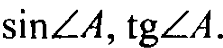 sin∠A, tg∠A.